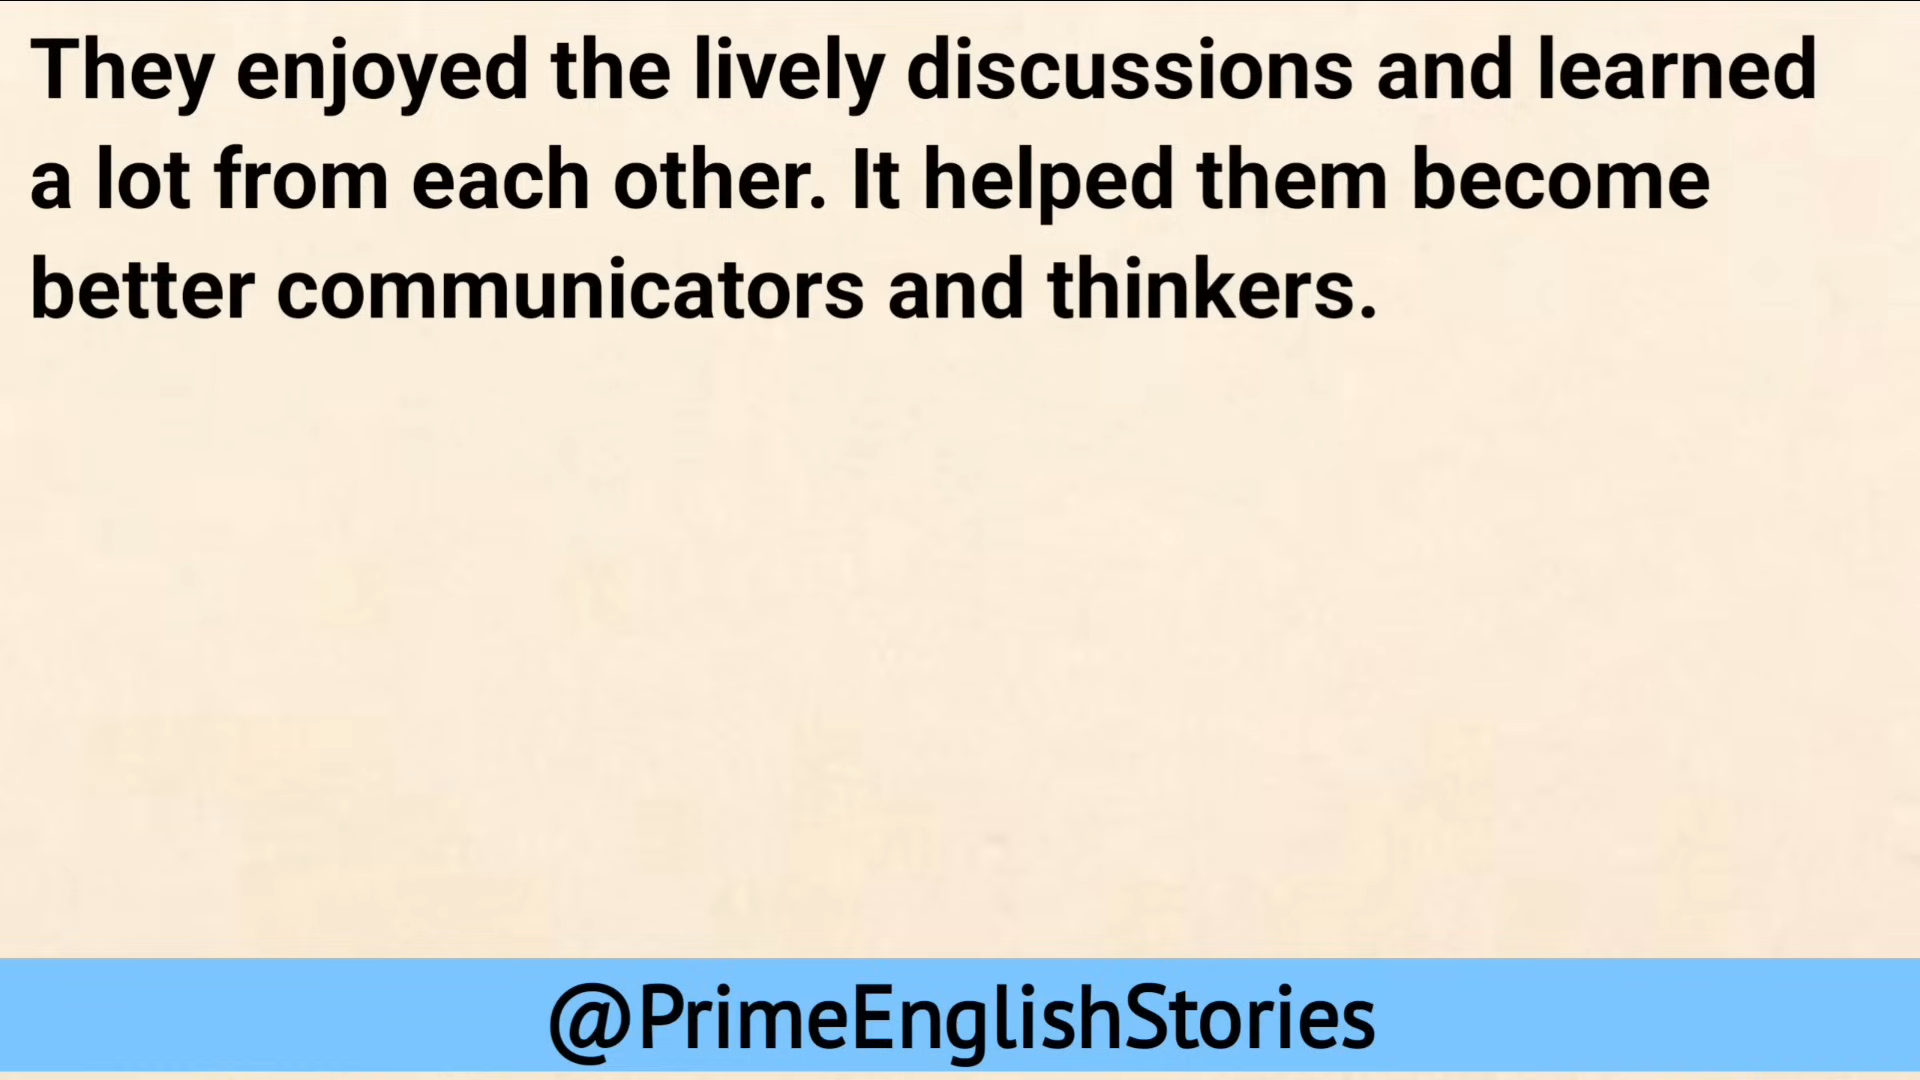 They enjoyed the lively discussions and learned
a lot from each other. It helped them become
better communicators and thinkers.
@PrimeEnglishStories